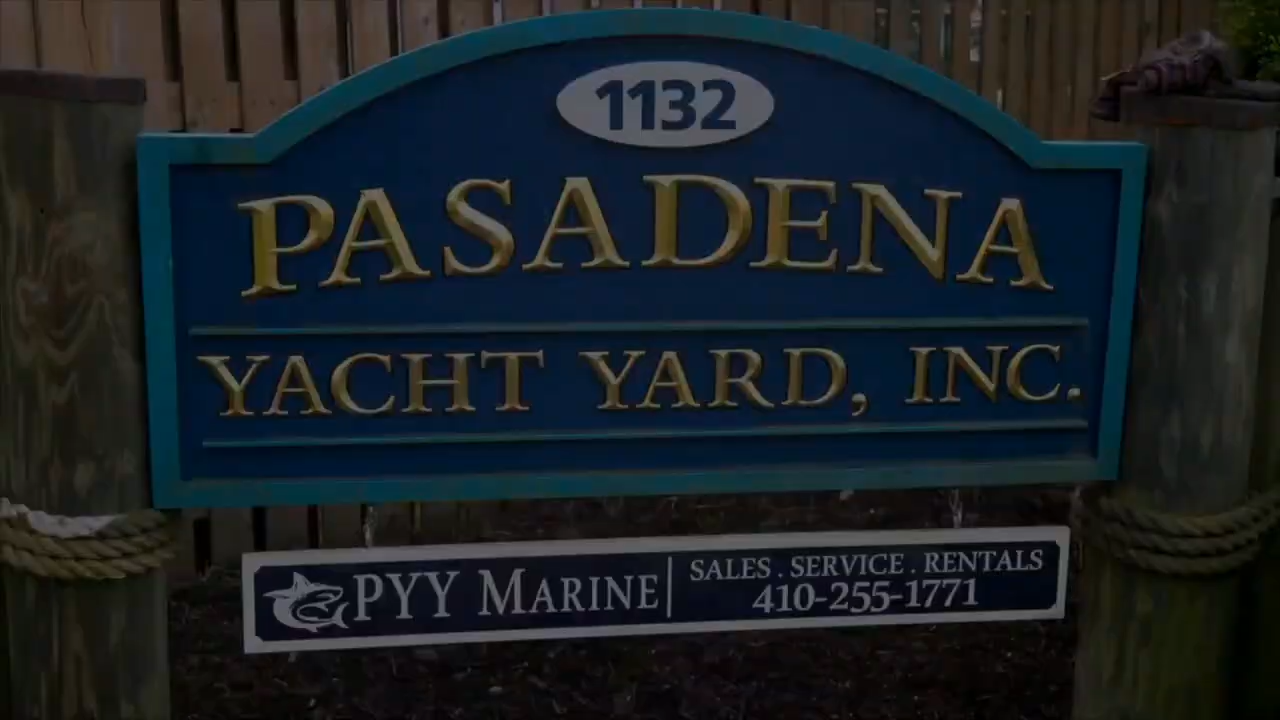 1132
PASADENA
YACHT YARD, INC.
PYY MARINE
SALES . SERVICE . RENTALS
410-255-1771